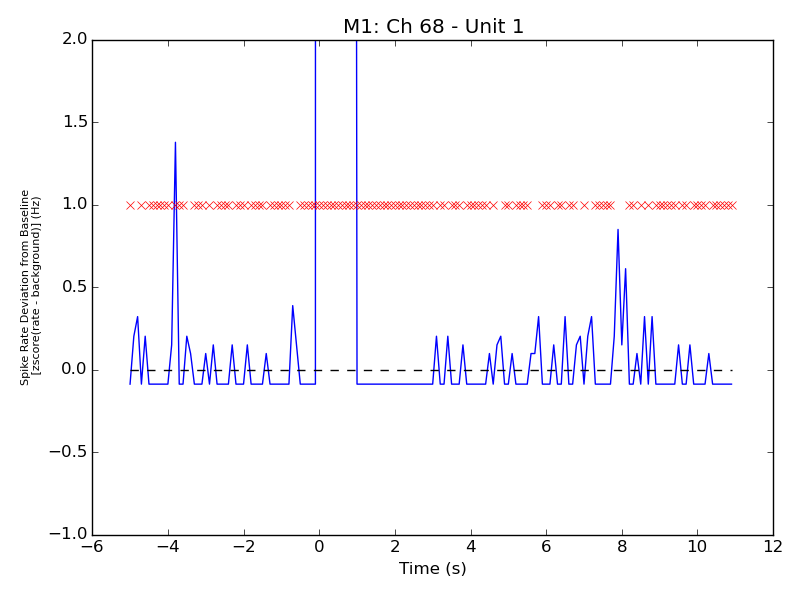 M1: Ch 68 - Unit 1
2.0
1.5
1.0
0.5
0.0
−0.5
−1.0
Spike Rate Deviation from Baseline
[zscore(rate - background)] (Hz)
−6 −4 −2 0 2 4 6 8 10 12
Time (s)